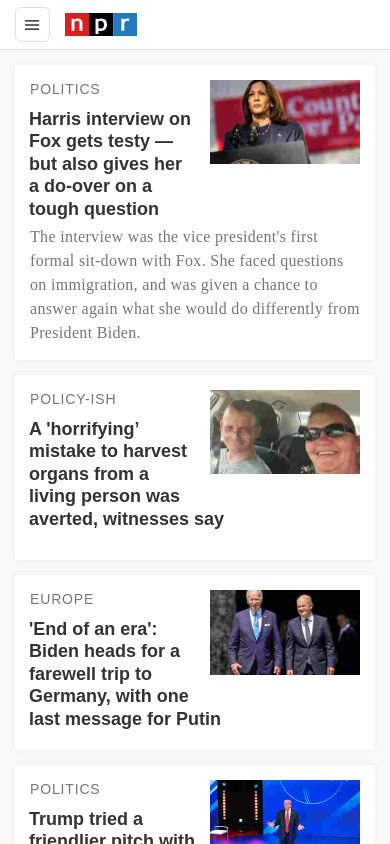 npr
POLITICS
Harris interview on
Fox gets testy —
but also gives her
a do-over on a
tough question
The interview was the vice president's first
formal sit-down with Fox. She faced questions
on immigration, and was given a chance to
answer again what she would do differently from
President Biden.
POLICY-ISH
A 'horrifying’
mistake to harvest
organs from a
living person was
averted, witnesses say
EUROPE
'End of an era':
Biden heads for a
farewell trip to
Germany, with one
last message for Putin
POLITICS
Trump tried a
friendlier pitch with